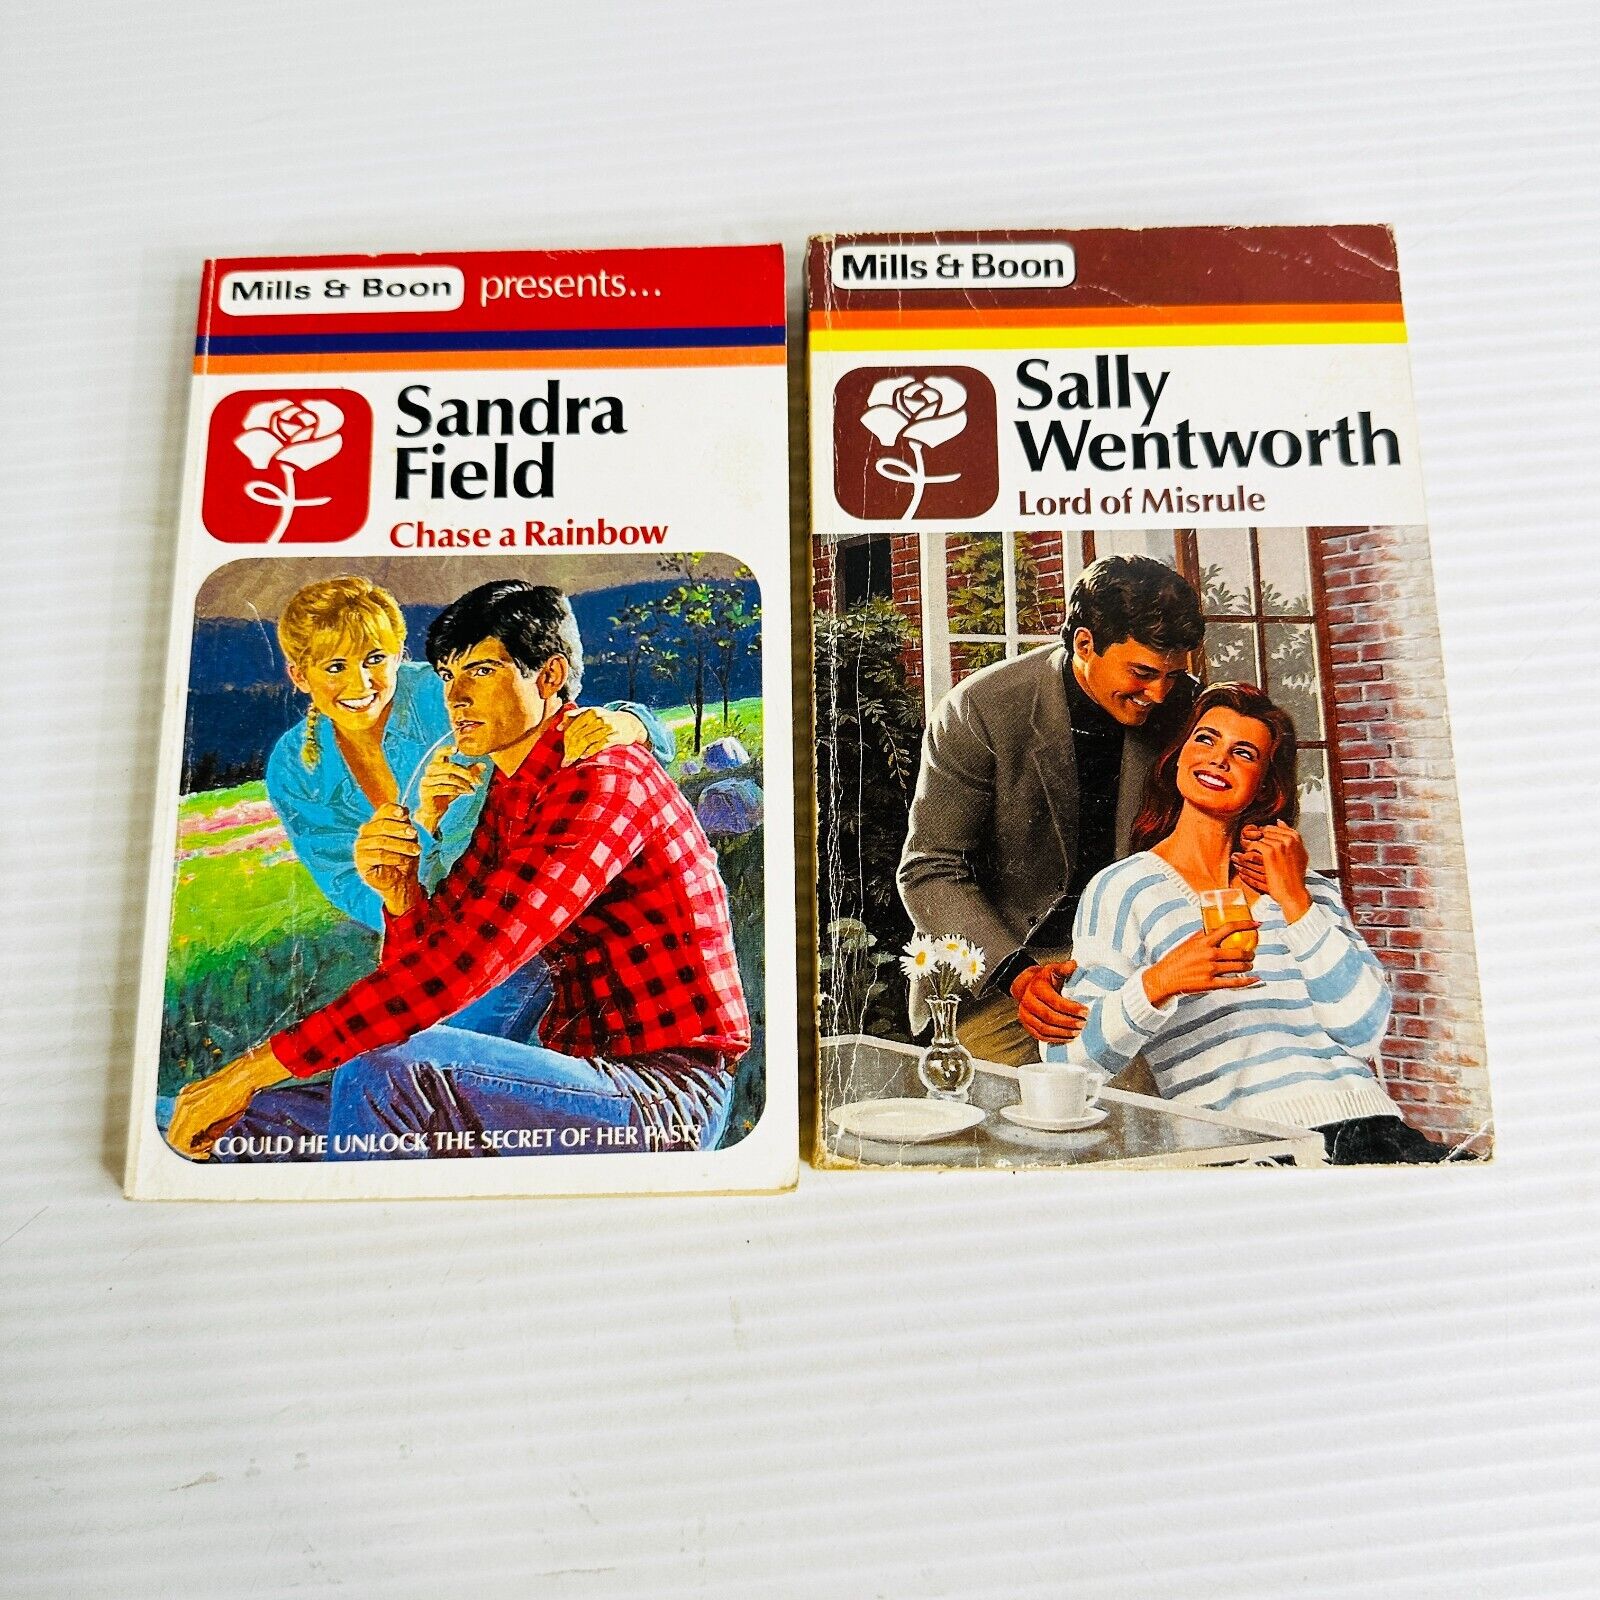 Mills & Boon presents...
Sandra
Field
Chase a Rainbow
COULD HE UNLOCK THE SECRET OF HER PAST?
Mills & Boon
Sally
Wentworth
Lord of Misrule
RO